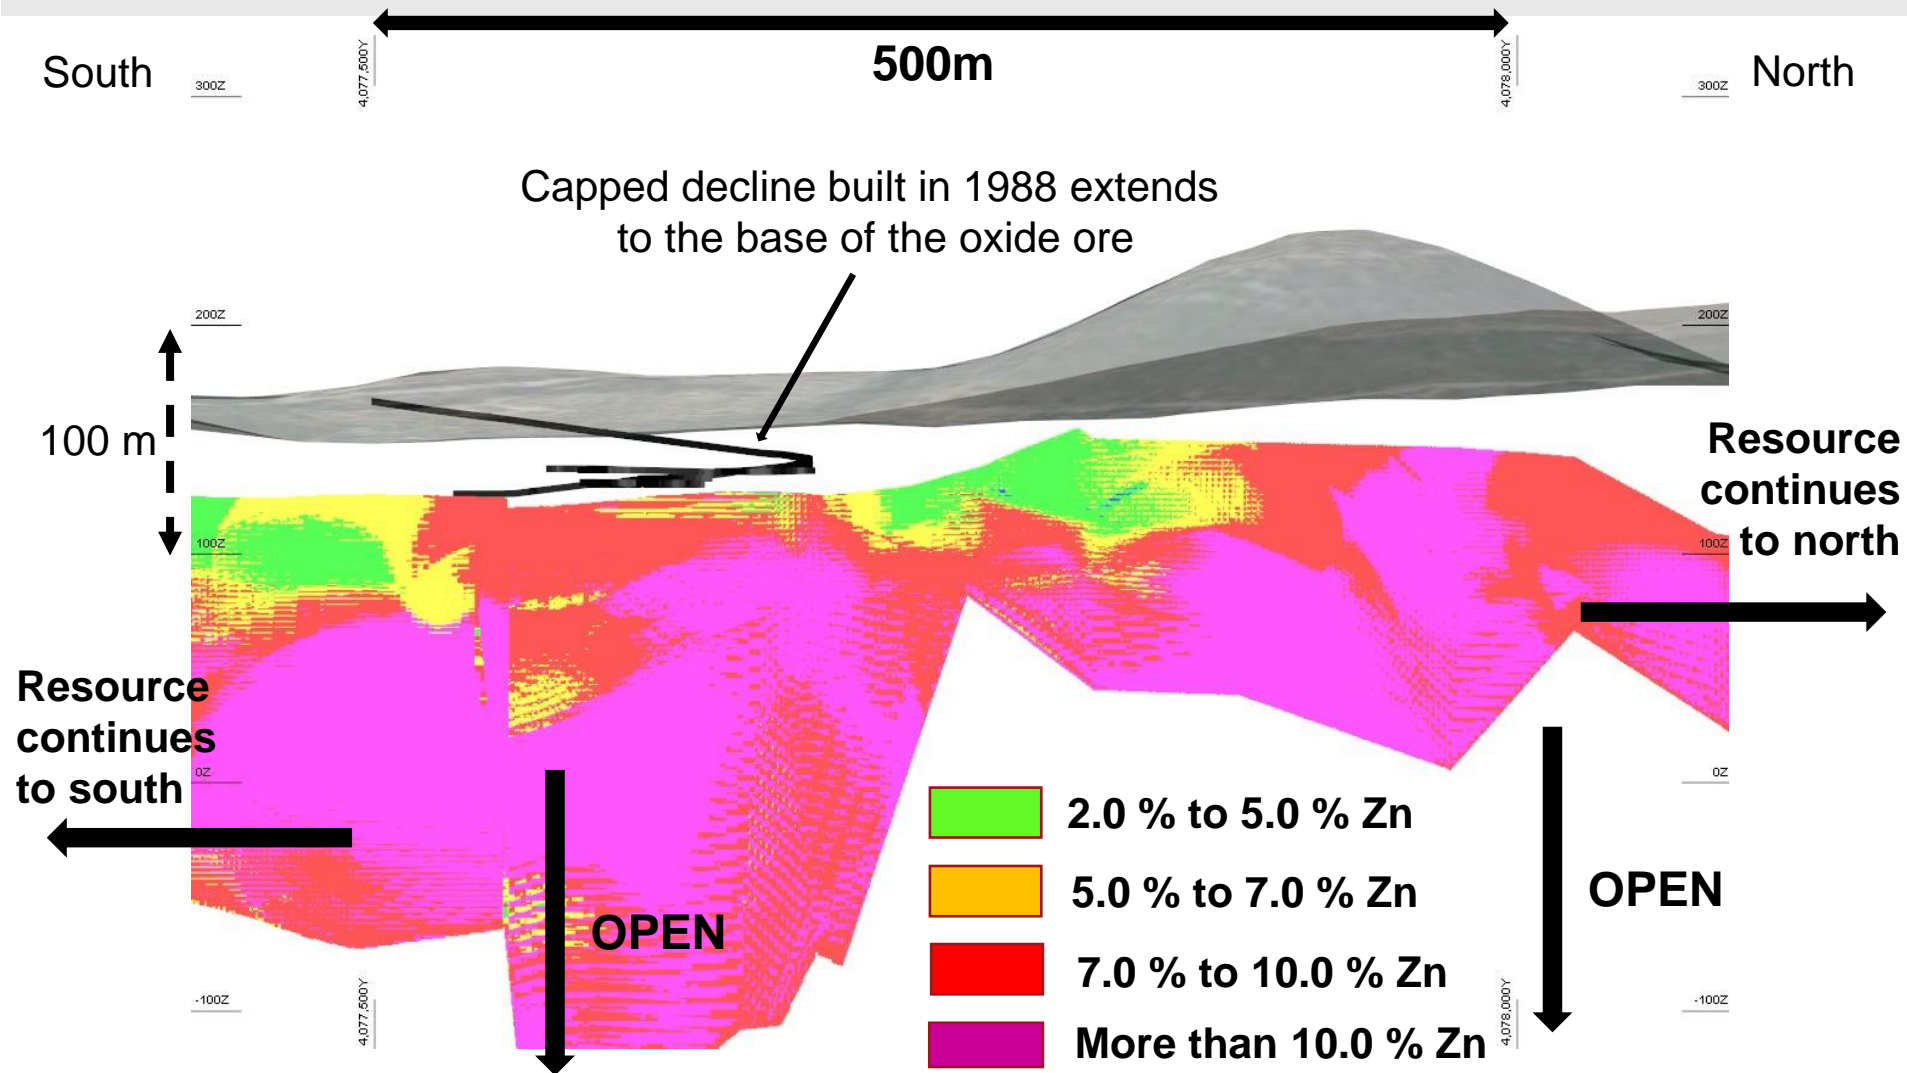 500m
South
North
4,077,500Y
4,078,000Y
300Z
300Z
Capped decline built in 1988 extends
to the base of the oxide ore
200Z
200Z
100 m
Resource
continues
to north
100Z
100Z
Resource
continues
to south
0Z
0Z
2.0 % to 5.0 % Zn
5.0 % to 7.0 % Zn
7.0 % to 10.0 % Zn
More than 10.0 % Zn
OPEN
OPEN
-100Z
-100Z
4,077,500Y
4,078,000Y